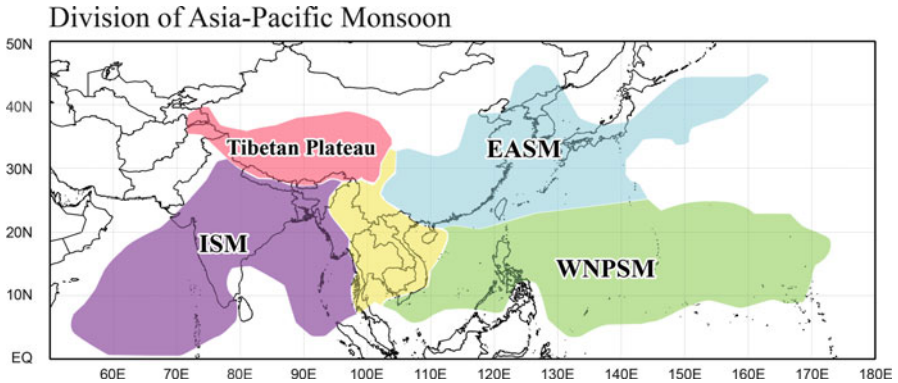 Division of Asia-Pacific Monsoon
50N
40N
Tibetan Plateau
EASM
30N
20N
ISM
WNPSM
10N
EQ
60E 70E 80E 90E 100E 110E 120E 130E 140E 150E 160E 170E 180E